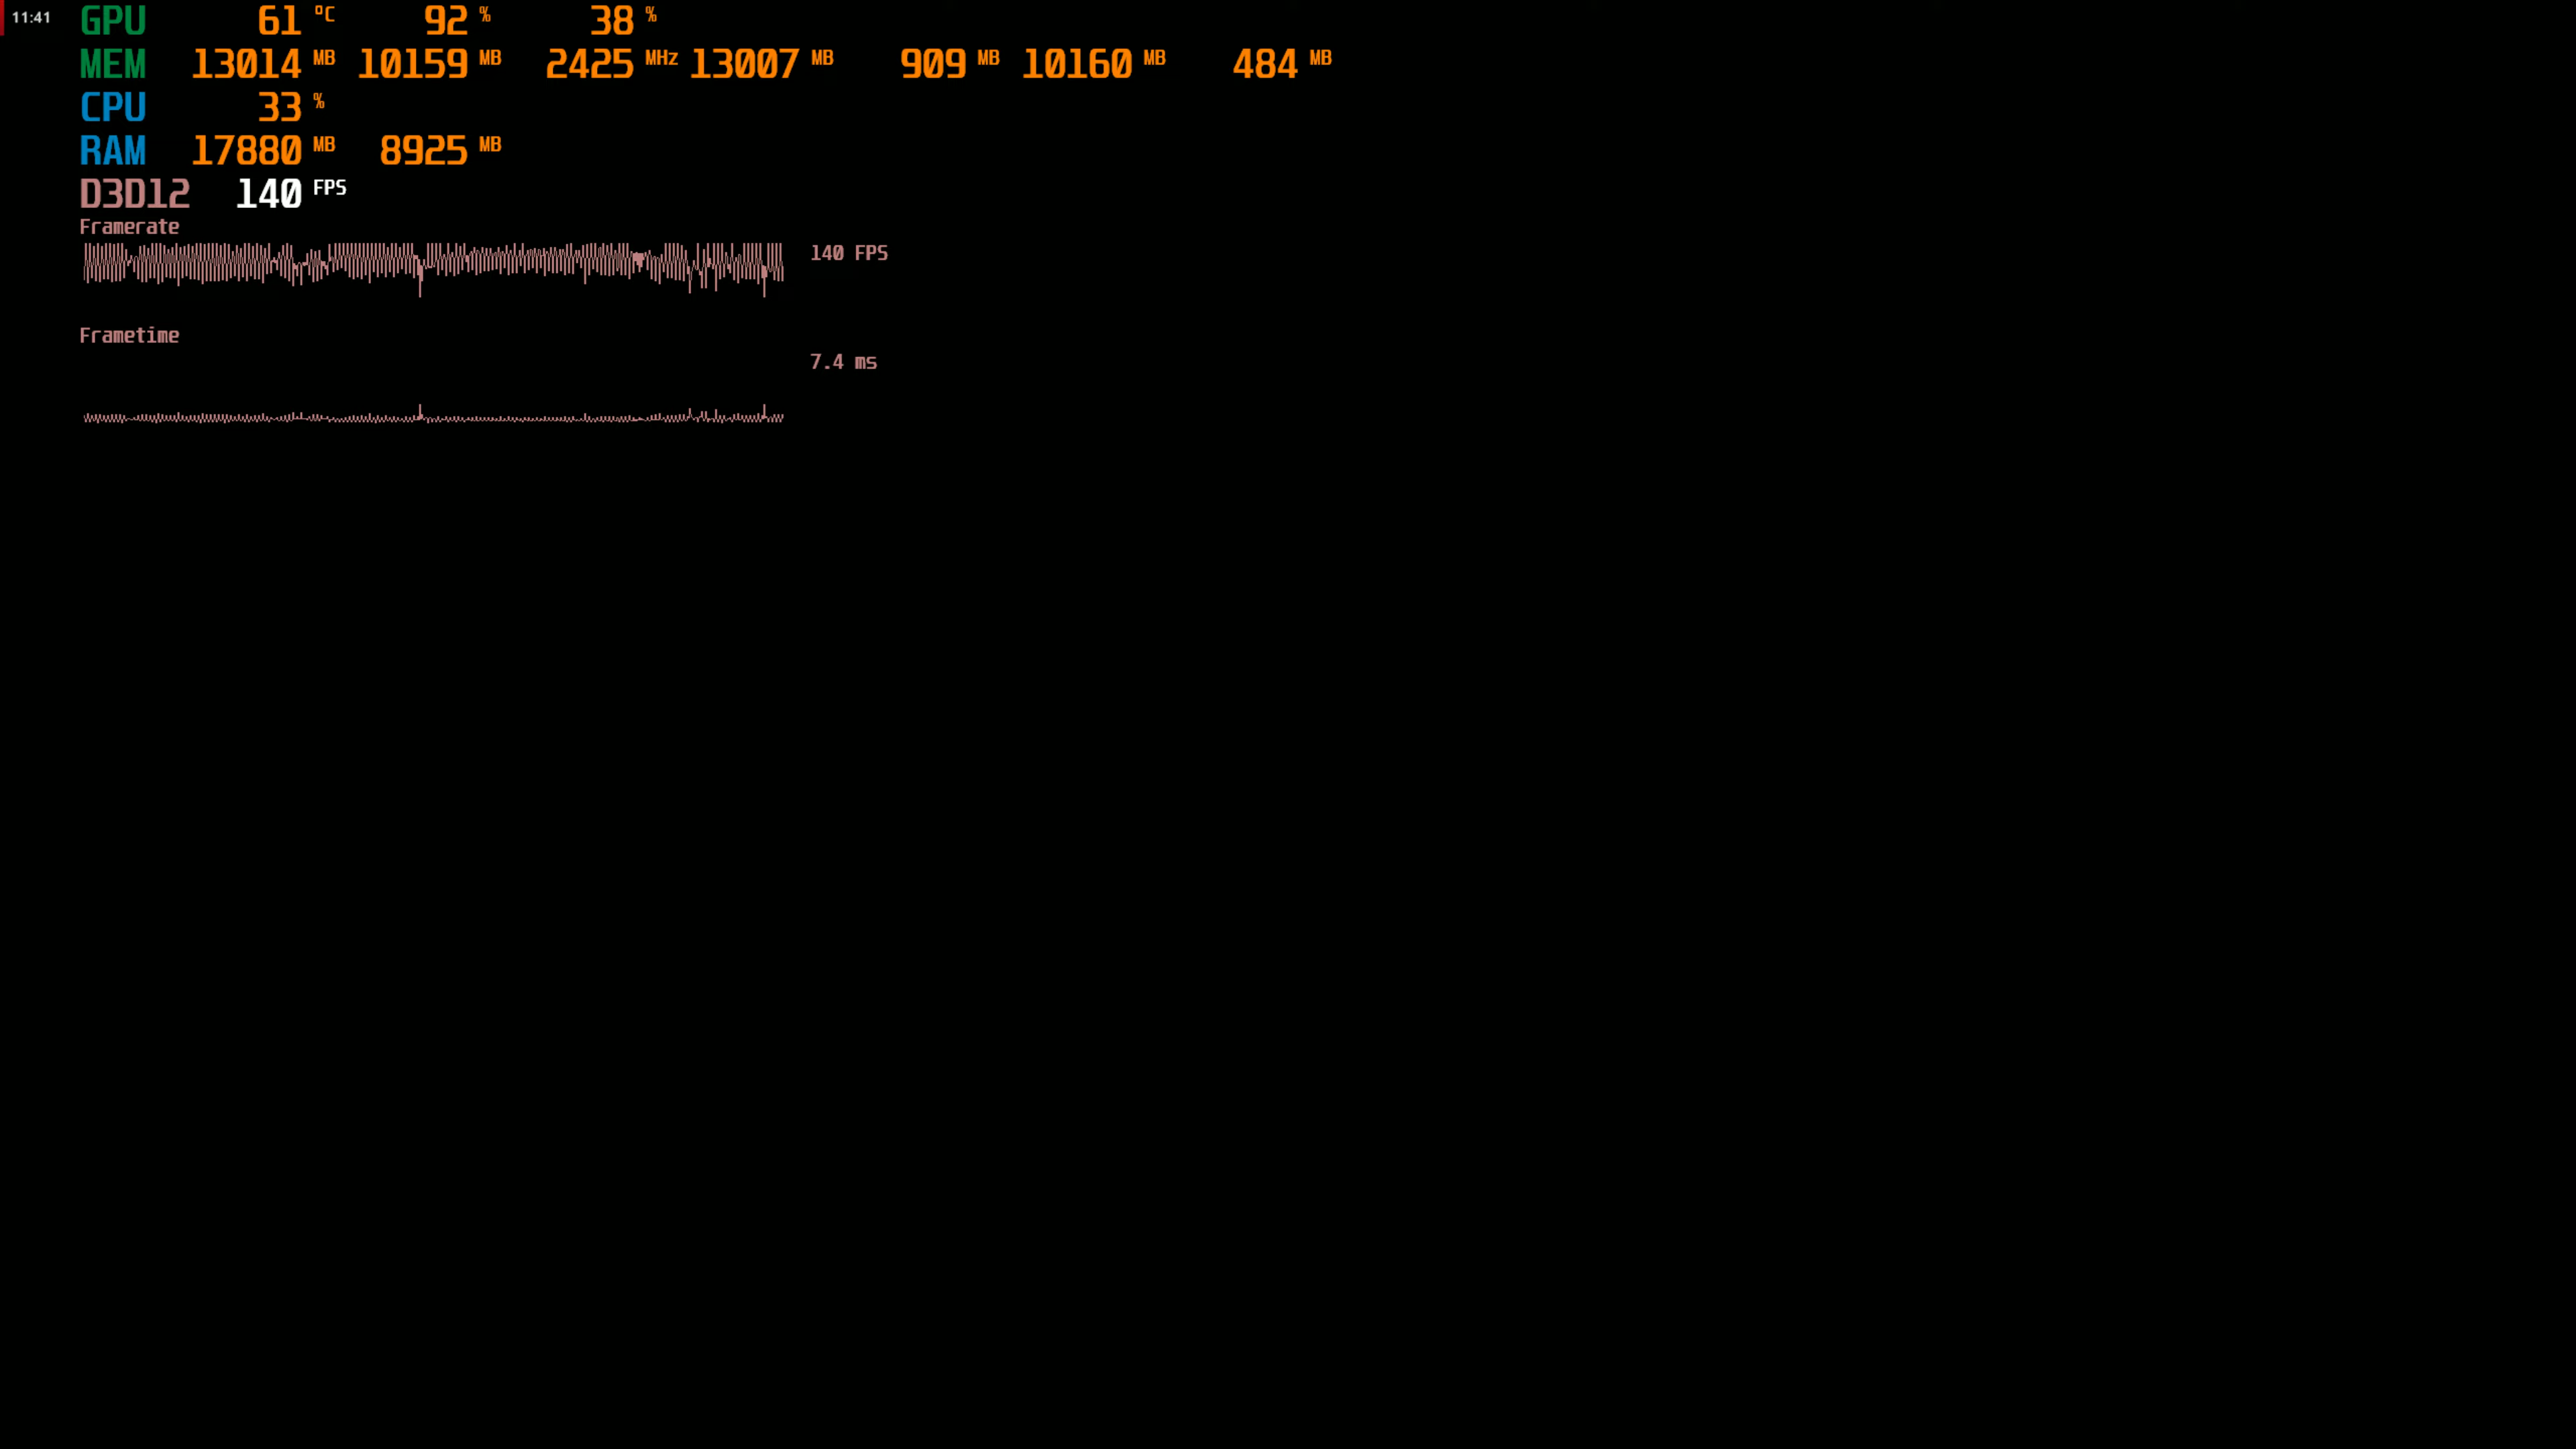 11:41
GPU 61 °C 92 % 38 %
MEM 13014 MB 10159 MB 2425 MHz 13007 MB 909 MB 10160 MB 484 MB
CPU 33 %
RAM 17880 MB 8925 MB
D3D12 140 FPS
Framerate
140 FPS
Frametime
7.4 ms